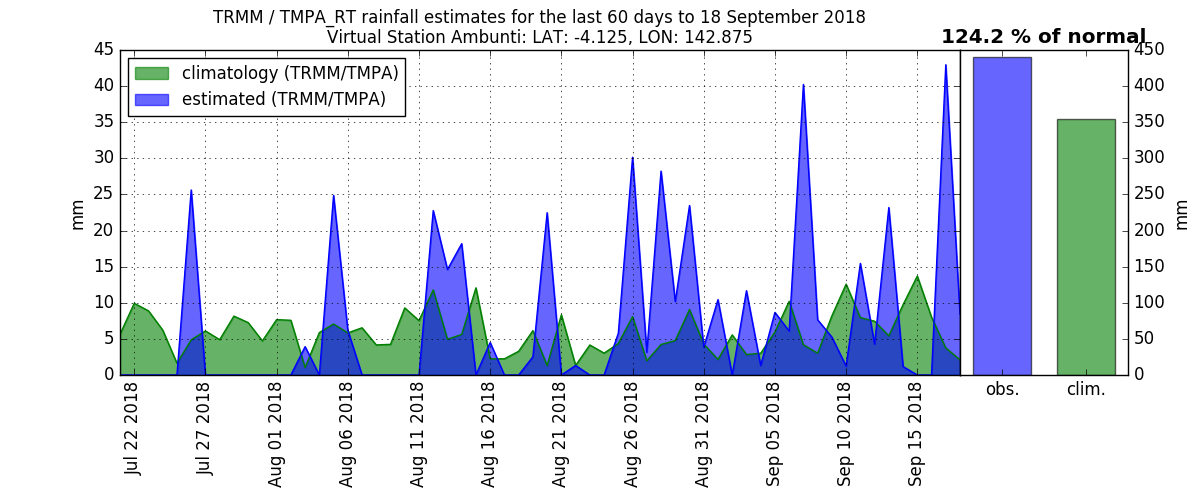 TRMM / TMPA_RT rainfall estimates for the last 60 days to 18 September 2018
Virtual Station Ambunti: LAT: -4.125, LON: 142.875
124.2 % of normal
climatology (TRMM/TMPA)
estimated (TRMM/TMPA)
45
40
35
30
25
20
15
10
5
0
mm
450
400
350
300
250
200
150
100
50
0
mm
Jul 22 2018
Jul 27 2018
Aug 01 2018
Aug 06 2018
Aug 11 2018
Aug 16 2018
Aug 21 2018
Aug 26 2018
Aug 31 2018
Sep 05 2018
Sep 10 2018
Sep 15 2018
obs.
clim.